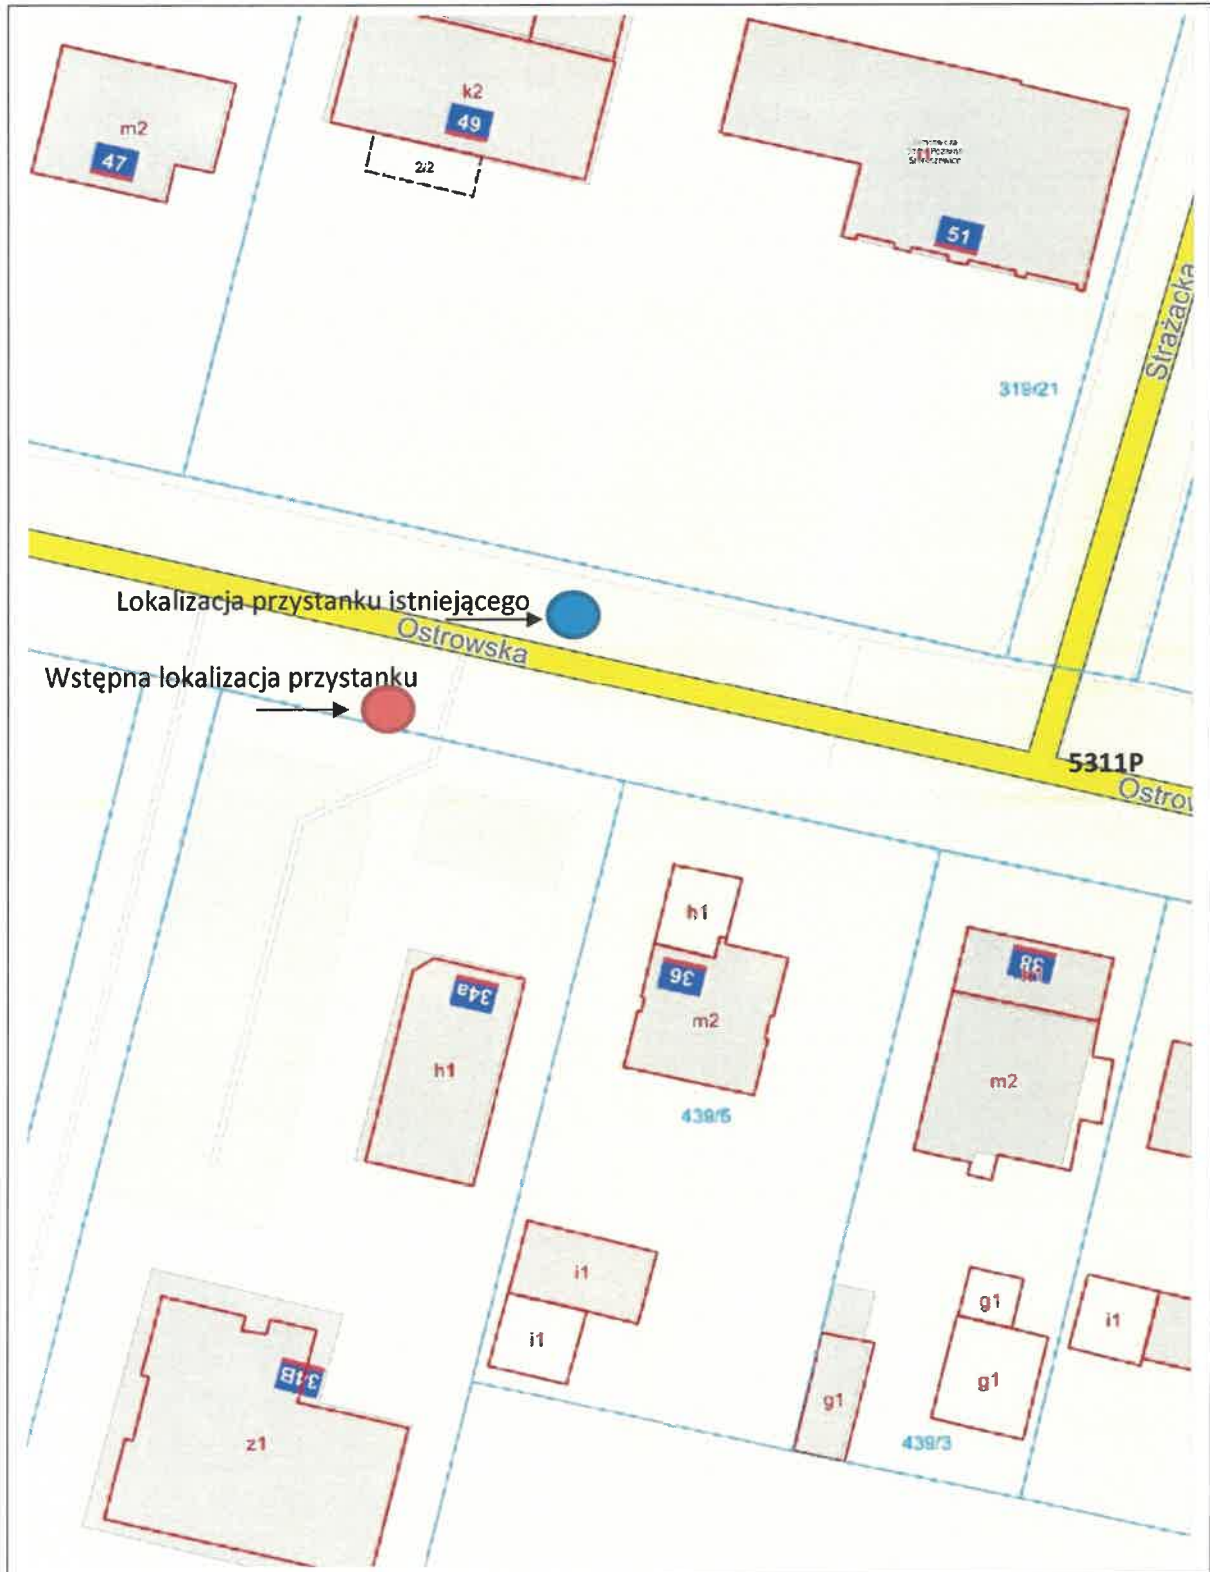 k2
49
m2
47
2/2
51
Strażacka
319/21
Lokalizacja przystanku istniejącego
Ostrowska
Wstępna lokalizacja przystanku
5311P
Ostrow
h1
36
m2
38
34a
h1
m2
439/5
i1
i1
g1
g1
i1
g1
34B
z1
439/3